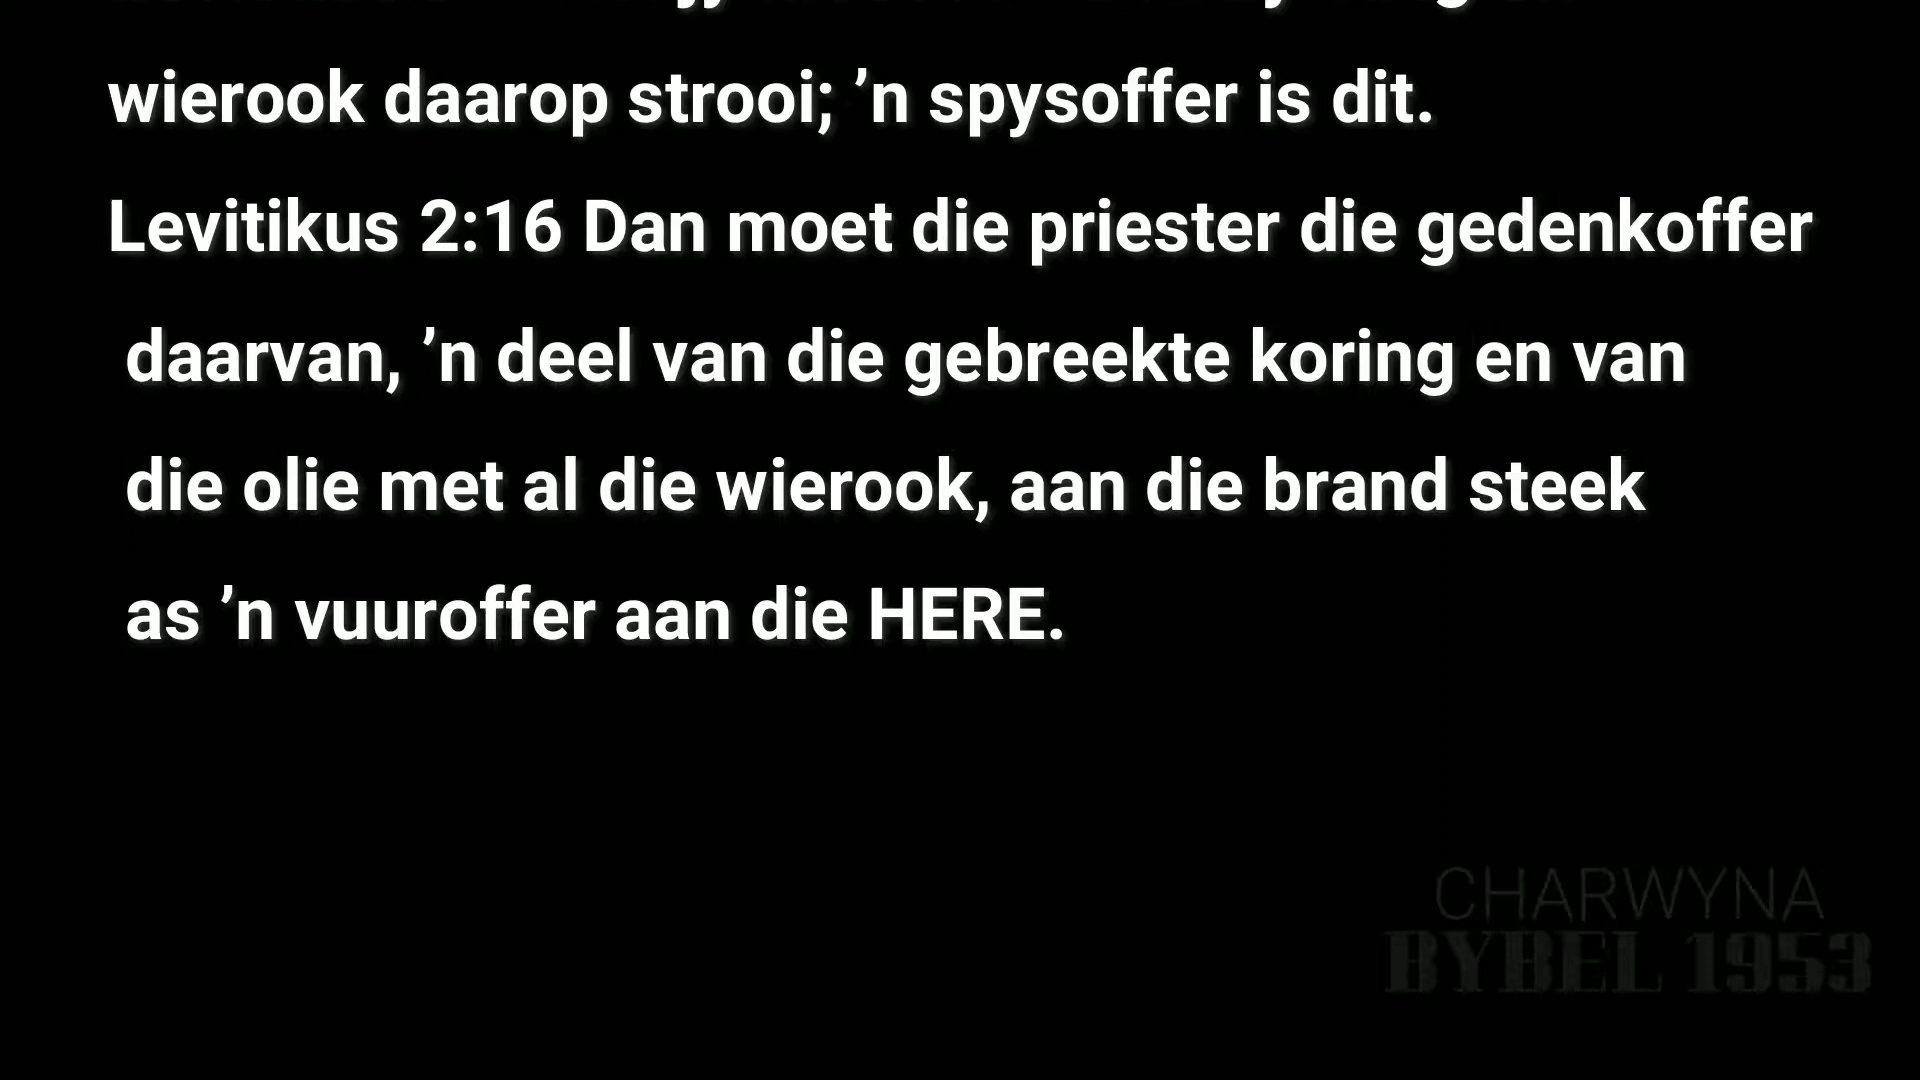 wierook daarop strooi; ’n spysoffer is dit.
Levitikus 2:16 Dan moet die priester die gedenkoffer
daarvan, ’n deel van die gebreekte koring en van
die olie met al die wierook, aan die brand steek
as ’n vuuroffer aan die HERE.
CHARWYNA
BYBEL 1953